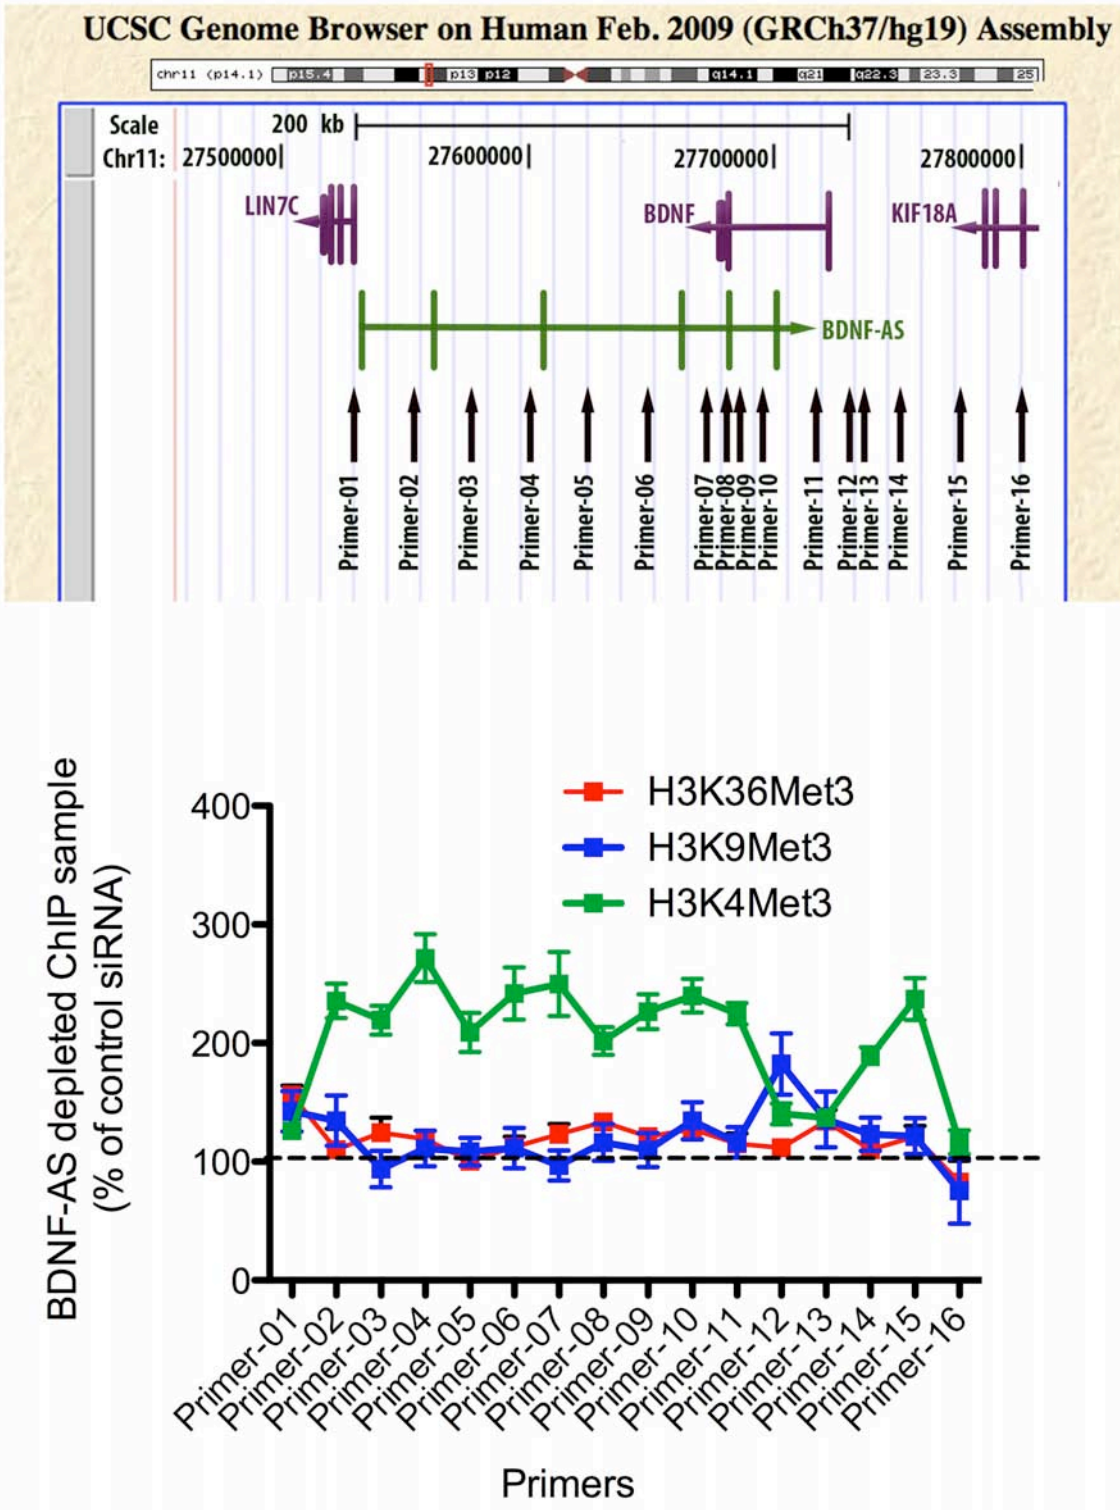 UCSC Genome Browser on Human Feb. 2009 (GRCh37/hg19) Assembly
chr11 (p14.1) p15.4 p13 p12 q14.1 q21 q22.3 23.3 25
Scale 200 kb
Chr11: 27500000 27600000 27700000 27800000
LIN7C BDNF KIF18A
BDNF-AS
Primer-01 Primer-02 Primer-03 Primer-04 Primer-05 Primer-06 Primer-07 Primer-08 Primer-09 Primer-10 Primer-11 Primer-12 Primer-13 Primer-14 Primer-15 Primer-16
BDNF-AS depleted ChIP sample
(% of control siRNA)
H3K36Met3
H3K9Met3
H3K4Met3
400
300
200
100
0
Primer-01 Primer-02 Primer-03 Primer-04 Primer-05 Primer-06 Primer-07 Primer-08 Primer-09 Primer-10 Primer-11 Primer-12 Primer-13 Primer-14 Primer-15 Primer-16
Primers